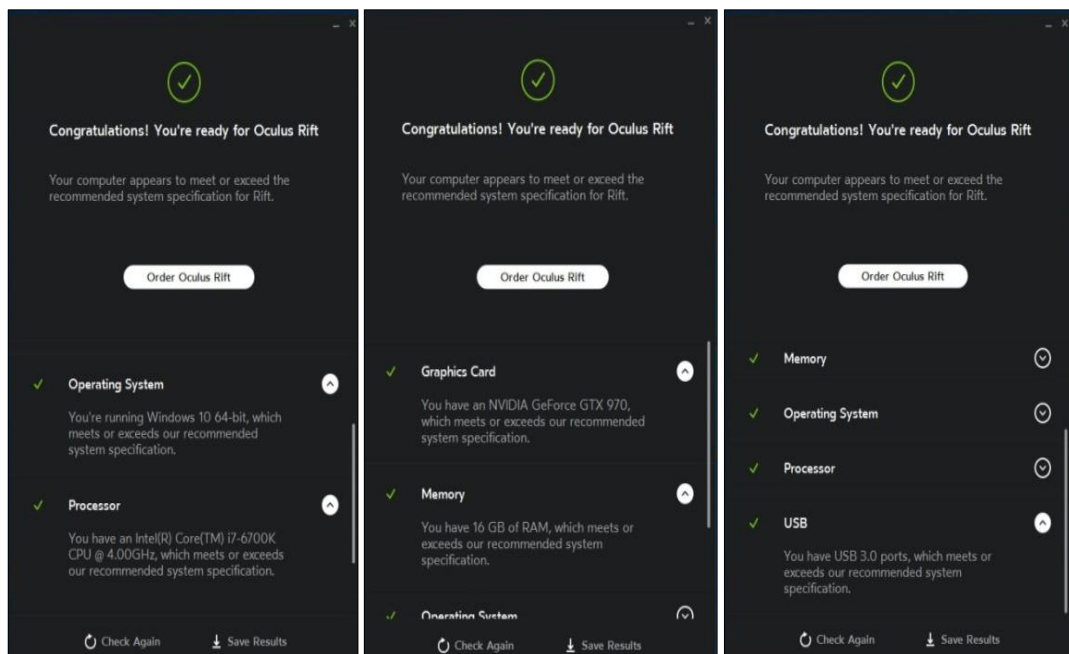 Congratulations! You're ready for Oculus Rift
Your computer appears to meet or exceed the
recommended system specification for Rift.
Order Oculus Rift
Operating System
You're running Windows 10 64-bit, which
meets or exceeds our recommended
system specification.
Processor
You have an Intel(R) Core(TM) i7-6700K
CPU @ 4.00GHz, which meets or exceeds
our recommended system specification.
Check Again
Save Results
Congratulations! You're ready for Oculus Rift
Your computer appears to meet or exceed the
recommended system specification for Rift.
Order Oculus Rift
Graphics Card
You have an NVIDIA GeForce GTX 970,
which meets or exceeds our recommended
system specification.
Memory
You have 16 GB of RAM, which meets or
exceeds our recommended system
specification.
Operating System
Check Again
Save Results
Congratulations! You're ready for Oculus Rift
Your computer appears to meet or exceed the
recommended system specification for Rift.
Order Oculus Rift
Memory
Operating System
Processor
USB
You have USB 3.0 ports, which meets or
exceeds our recommended system
specification.
Check Again
Save Results